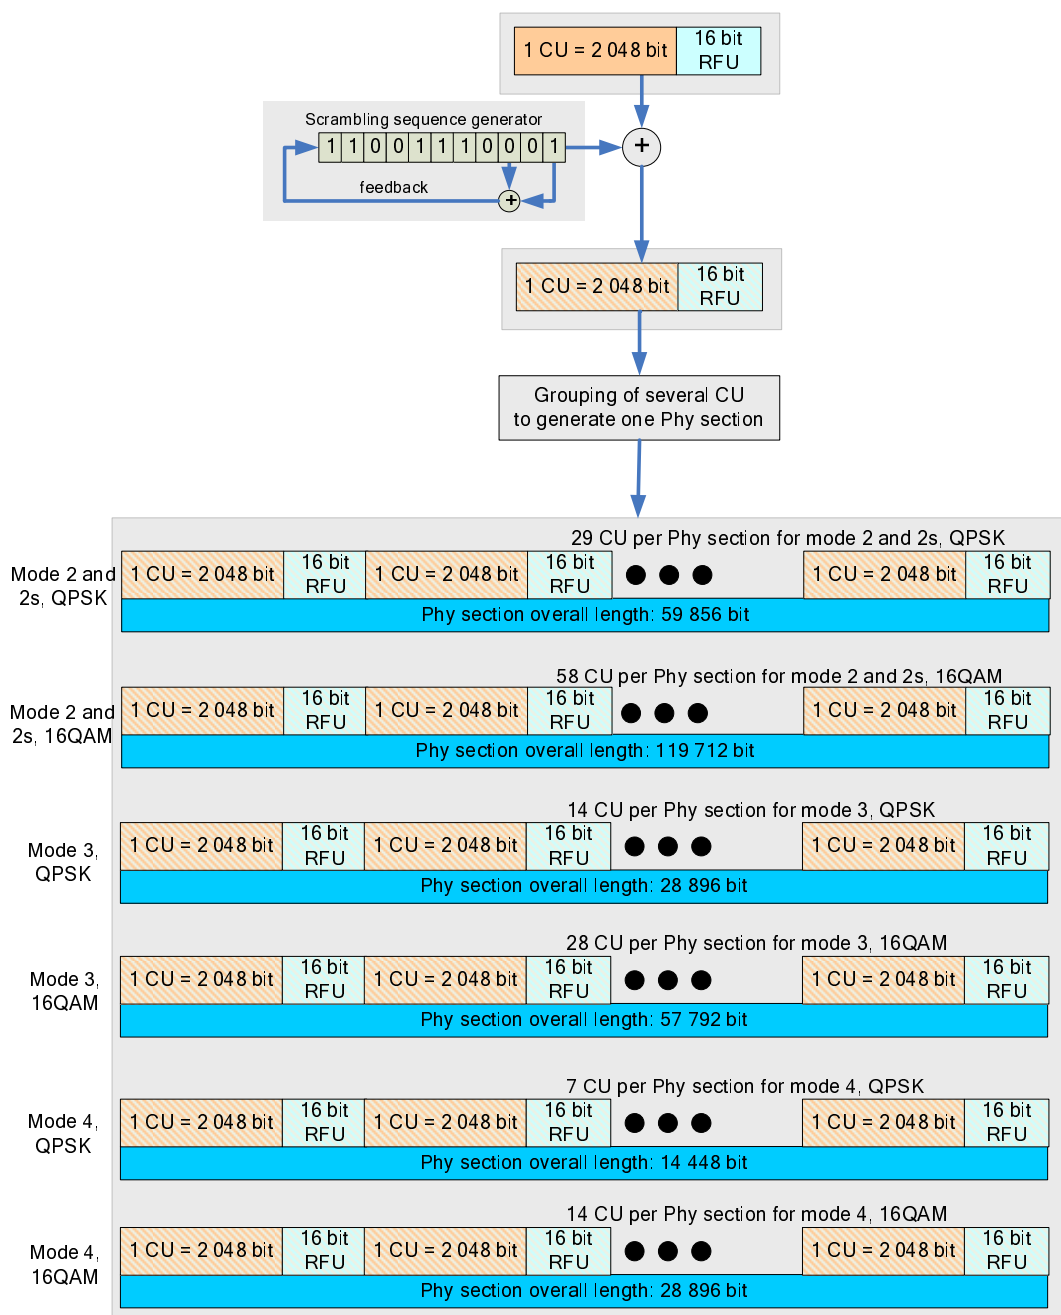 1 CU = 2 048 bit
16 bit
RFU
Scrambling sequence generator
1 1 0 0 1 1 1 0 0 0 1
+
feedback
+
1 CU = 2 048 bit
16 bit
RFU
Grouping of several CU
to generate one Phy section
29 CU per Phy section for mode 2 and 2s, QPSK
Mode 2 and
2s, QPSK
1 CU = 2 048 bit
16 bit
RFU
1 CU = 2 048 bit
16 bit
RFU
1 CU = 2 048 bit
16 bit
RFU
Phy section overall length: 59 856 bit
58 CU per Phy section for mode 2 and 2s, 16QAM
Mode 2 and
2s, 16QAM
1 CU = 2 048 bit
16 bit
RFU
1 CU = 2 048 bit
16 bit
RFU
1 CU = 2 048 bit
16 bit
RFU
Phy section overall length: 119 712 bit
14 CU per Phy section for mode 3, QPSK
Mode 3,
QPSK
1 CU = 2 048 bit
16 bit
RFU
1 CU = 2 048 bit
16 bit
RFU
1 CU = 2 048 bit
16 bit
RFU
Phy section overall length: 28 896 bit
28 CU per Phy section for mode 3, 16QAM
Mode 3,
16QAM
1 CU = 2 048 bit
16 bit
RFU
1 CU = 2 048 bit
16 bit
RFU
1 CU = 2 048 bit
16 bit
RFU
Phy section overall length: 57 792 bit
7 CU per Phy section for mode 4, QPSK
Mode 4,
QPSK
1 CU = 2 048 bit
16 bit
RFU
1 CU = 2 048 bit
16 bit
RFU
1 CU = 2 048 bit
16 bit
RFU
Phy section overall length: 14 448 bit
14 CU per Phy section for mode 4, 16QAM
Mode 4,
16QAM
1 CU = 2 048 bit
16 bit
RFU
1 CU = 2 048 bit
16 bit
RFU
1 CU = 2 048 bit
16 bit
RFU
Phy section overall length: 28 896 bit